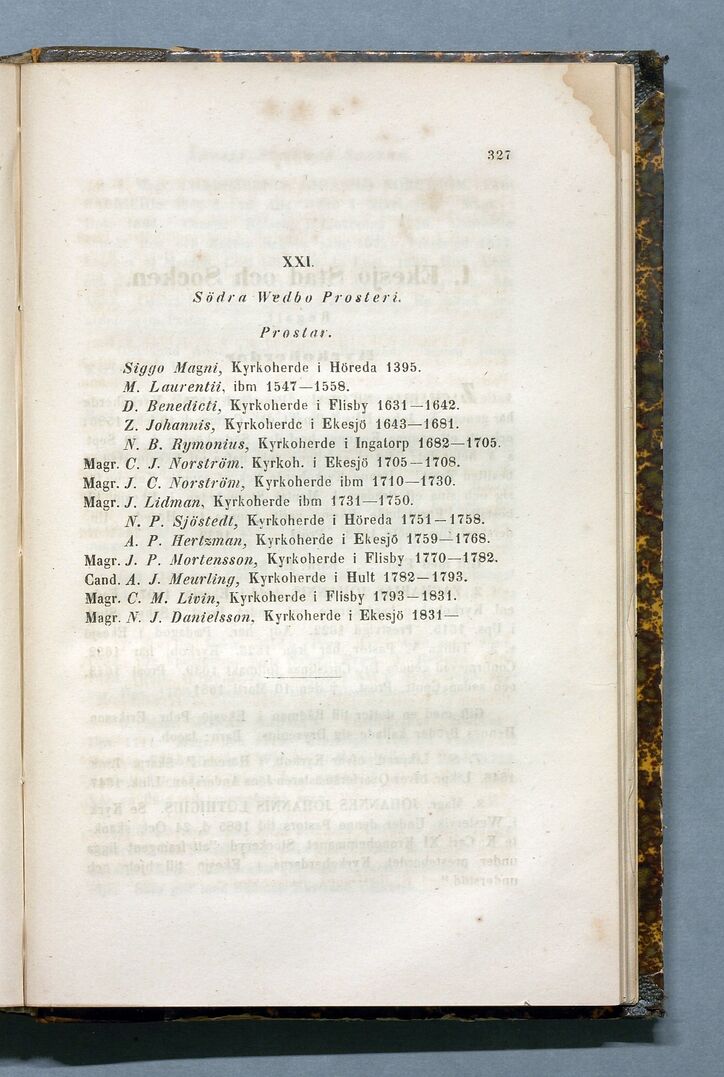 327
XXI.
Södra Wedbo Prosteri.
Prostar.
Siggo Magni, Kyrkoherde i Höreda 1395.
M. Laurentii, ibm 1547—1558.
D. Benedicti, Kyrkoherde i Flisby 1631—1642.
Z. Johannis, Kyrkoherde i Ekesjö 1643—1681.
N. B. Rymonius, Kyrkoherde i Ingatorp 1682—1705.
Magr. C. J. Norström. Kyrkoh. i Ekesjö 1705—1708.
Magr. J. C. Norström, Kyrkoherde ibm 1710—1730.
Magr. J. Lidman, Kyrkoherde ibm 1731—1750.
N. P. Sjöstedt, Kyrkoherde i Höreda 1751—1758.
A. P. Hertzman, Kyrkoherde i Ekesjö 1759—1768.
Magr. J. P. Mortensson, Kyrkoherde i Flisby 1770—1782.
Cand. A. J. Meurling, Kyrkoherde i Hult 1782—1793.
Magr. C. M. Livin, Kyrkoherde i Flisby 1793—1831.
Magr. N. J. Danielsson, Kyrkoherde i Ekesjö 1831—